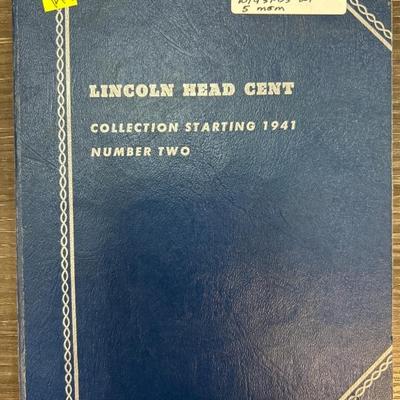 5 mem
LINCOLN HEAD CENT
COLLECTION STARTING 1941
NUMBER TWO